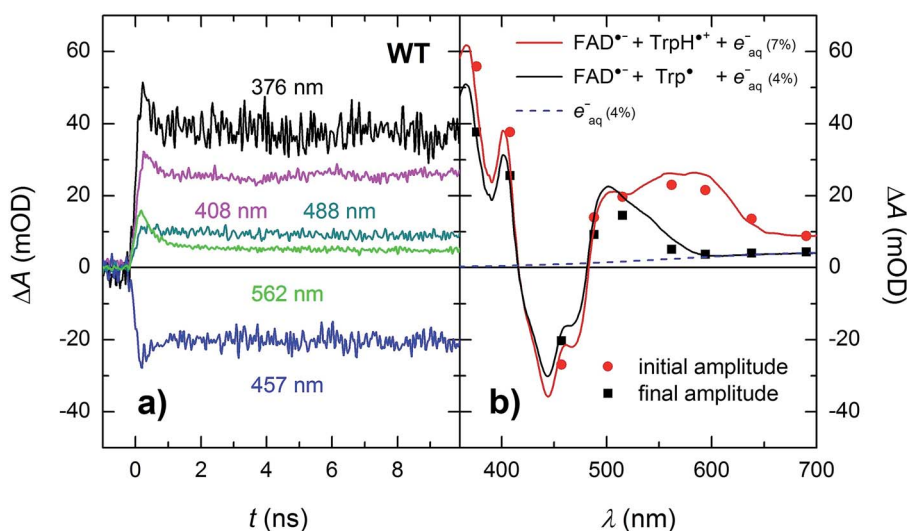 WT
376 nm
408 nm
488 nm
562 nm
457 nm
a)
ΔA (mOD)
60
40
20
0
-20
-40
0 2 4 6 8
t (ns)
FAD●− + TrpH●+ + e−aq (7%)
FAD●− + Trp● + e−aq (4%)
e−aq (4%)
initial amplitude
final amplitude
b)
400 500 600 700
λ (nm)
60
40
20
0
-20
-40
ΔA (mOD)